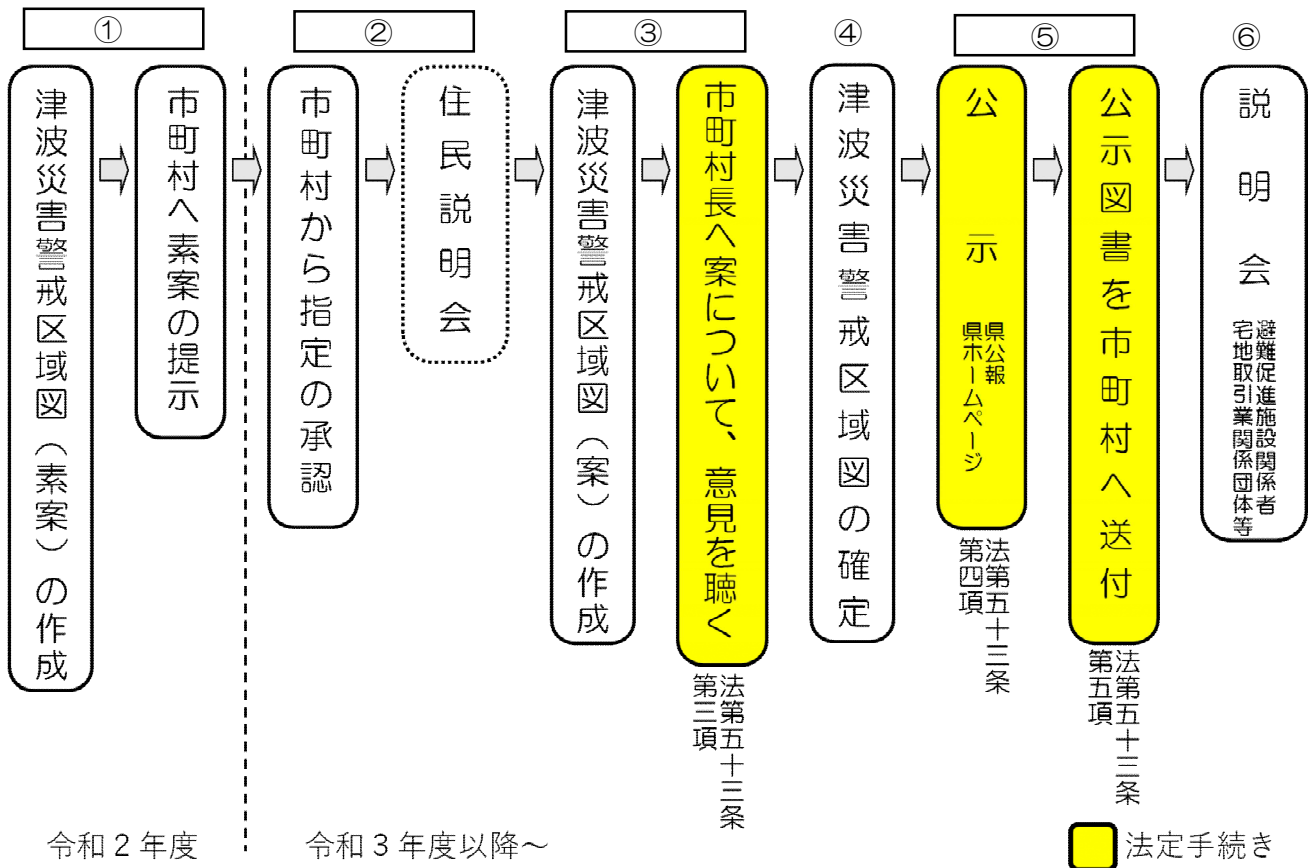 ①
津波災害警戒区域図（素案）の作成
市町村へ素案の提示
②
市町村から指定の承認
住民説明会
③
津波災害警戒区域図（案）の作成
市町村長へ案について、意見を聴く
法第五十三条
第三項
④
津波災害警戒区域図の確定
⑤
公示
県公報
県ホームページ
法第五十三条
第四項
公示図書を市町村へ送付
法第五十三条
第五項
⑥
説明会
避難促進施設関係者
宅地取引業関係団体等
令和２年度
令和３年度以降～
法定手続き